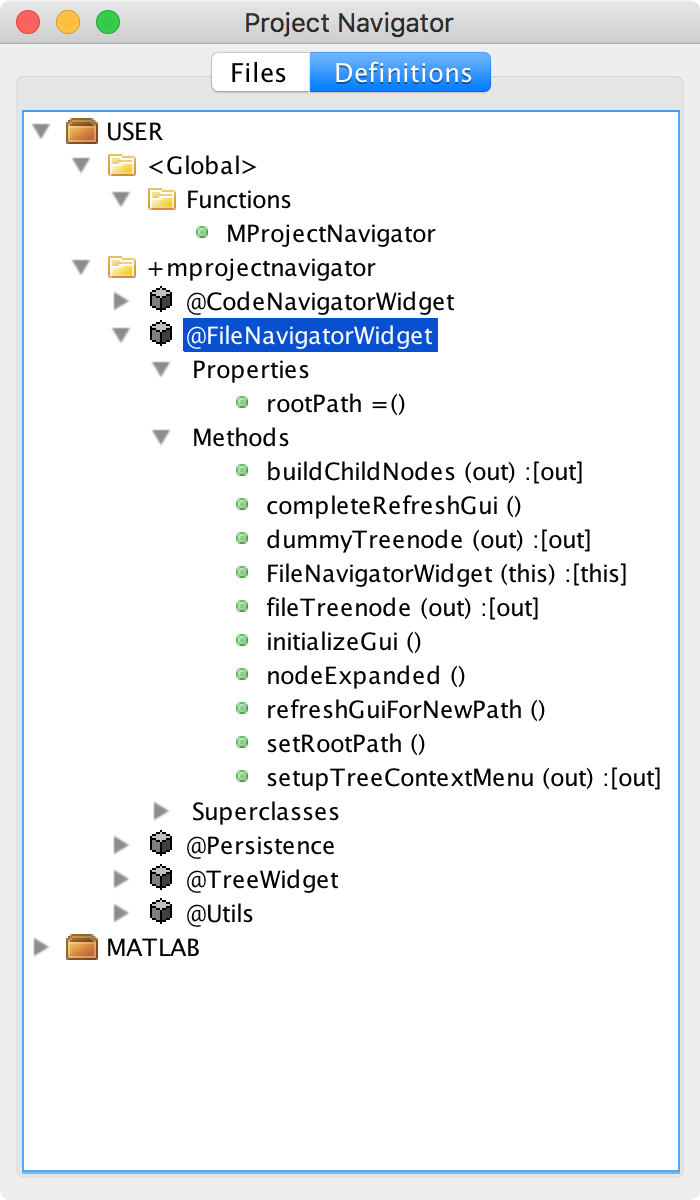 Project Navigator
Files Definitions
USER
<Global>
Functions
MProjectNavigator
+mprojectnavigator
@CodeNavigatorWidget
@FileNavigatorWidget
Properties
rootPath =()
Methods
buildChildNodes (out) :[out]
completeRefreshGui ()
dummyTreenode (out) :[out]
FileNavigatorWidget (this) :[this]
fileTreenode (out) :[out]
initializeGui ()
nodeExpanded ()
refreshGuiForNewPath ()
setRootPath ()
setupTreeContextMenu (out) :[out]
Superclasses
@Persistence
@TreeWidget
@Utils
MATLAB